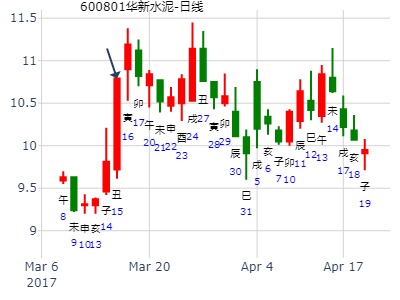 600801华新水泥-日线
11.5
11
10.5
10
9.5
9
午
8
未
9
申
10
亥
13
子
14
丑
15
寅
16
卯
17
午
20
未
21
申
22
酉
23
戌
24
丑
27
寅
28
卯
29
辰
30
巳
31
戌
5
亥
6
子
7
卯
10
辰
11
巳
12
午
13
未
14
戌
17
亥
18
子
19
Mar 6
2017
Mar 20
Apr 4
Apr 17